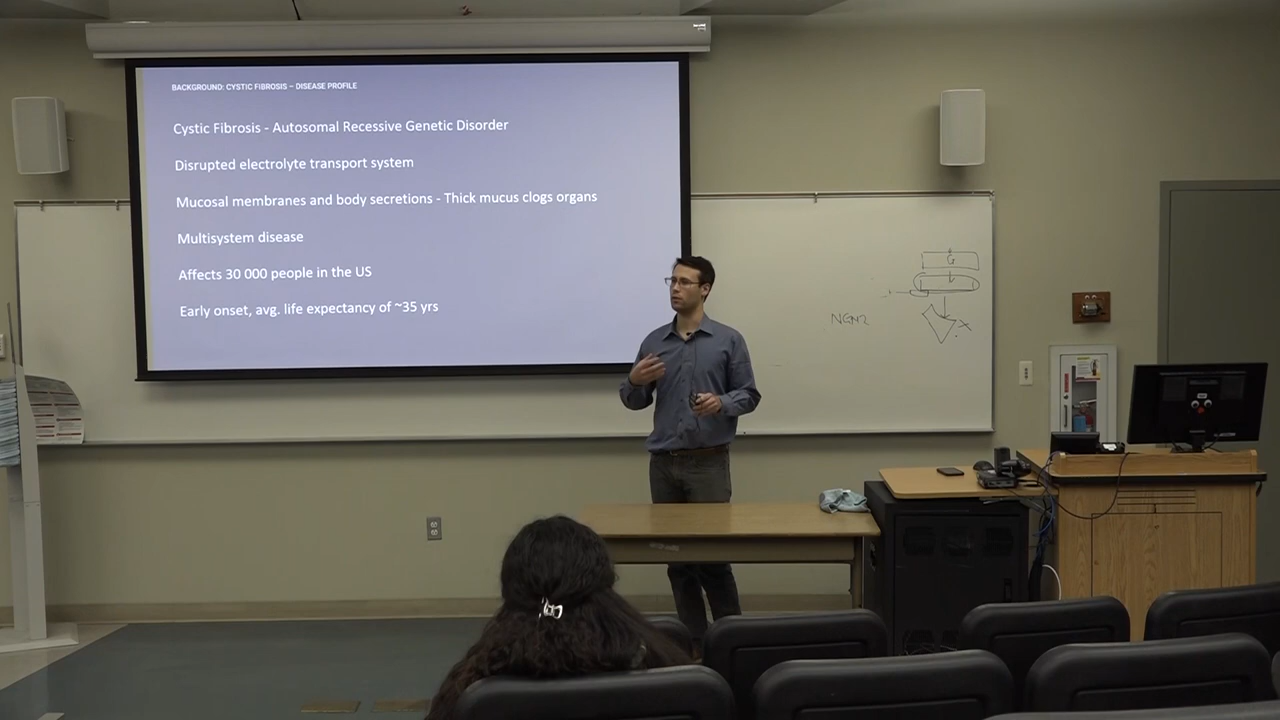 BACKGROUND: CYSTIC FIBROSIS – DISEASE PROFILE
Cystic Fibrosis - Autosomal Recessive Genetic Disorder
Disrupted electrolyte transport system
Mucosal membranes and body secretions - Thick mucus clogs organs
Multisystem disease
Affects 30 000 people in the US
Early onset, avg. life expectancy of ~35 yrs
NGN2